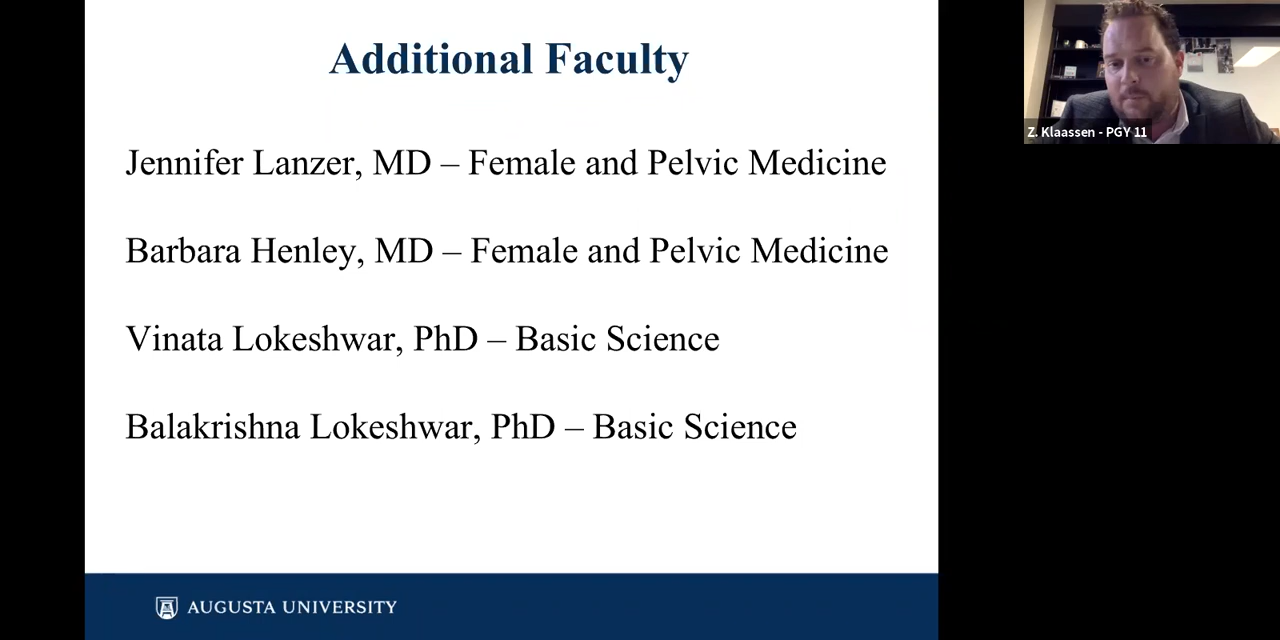 Additional Faculty
Jennifer Lanzer, MD – Female and Pelvic Medicine
Barbara Henley, MD – Female and Pelvic Medicine
Vinata Lokeshwar, PhD – Basic Science
Balakrishna Lokeshwar, PhD – Basic Science
AUGUSTA UNIVERSITY
Z. Klaassen - PGY 11